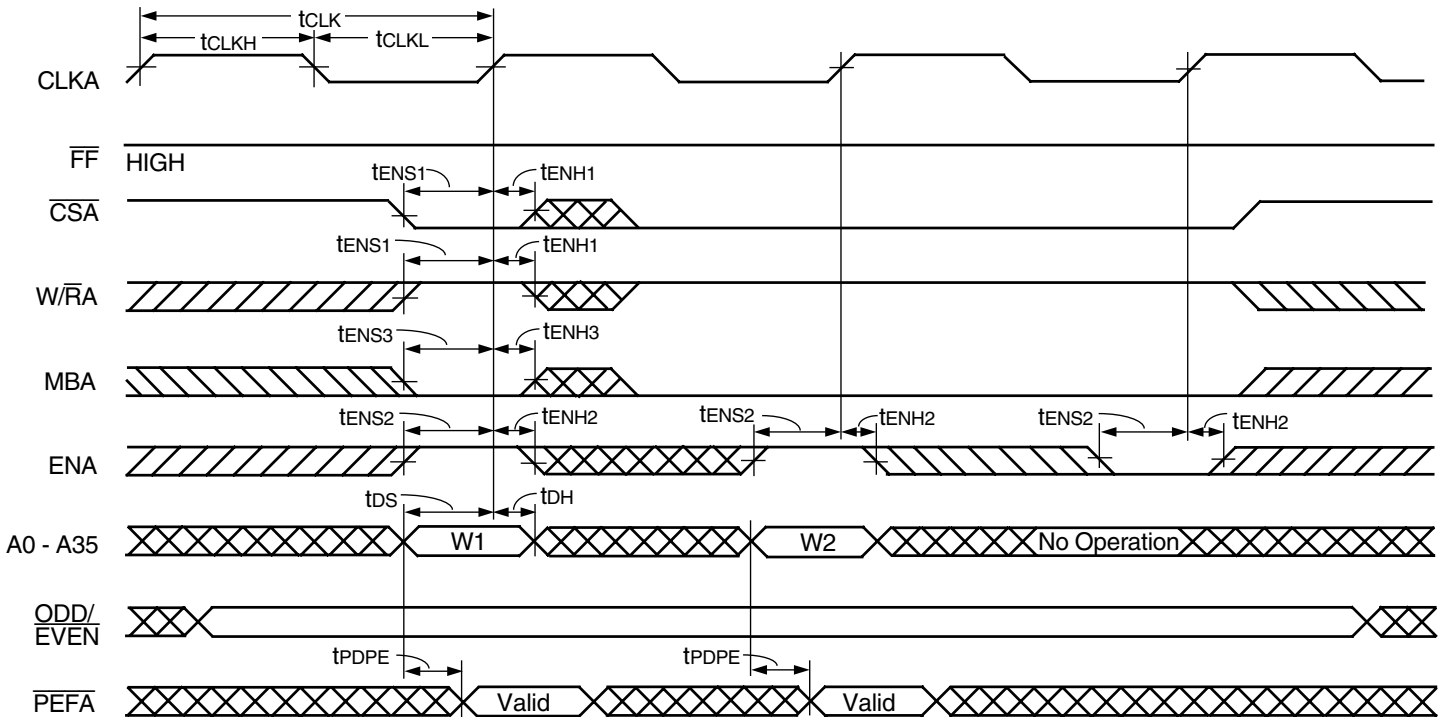 tCLK
tCLKH tCLKL
CLKA
FF HIGH
tENS1 tENH1
CSA
tENS1 tENH1
W/RA
tENS3 tENH3
MBA
tENS2 tENH2 tENS2 tENH2 tENS2 tENH2
ENA
tDS tDH
A0 - A35 W1 W2 No Operation
ODD/
EVEN
tPDPE tPDPE
PEFA Valid Valid